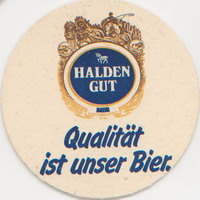 HALDEN
GUT
Qualität
ist unser Bier.